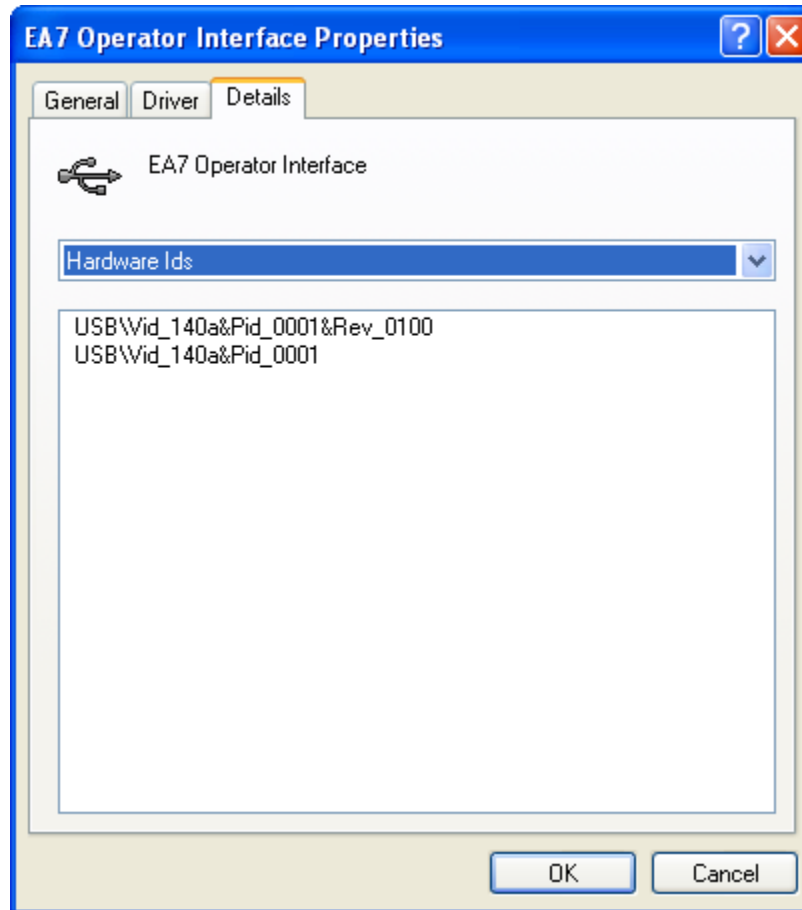 EA7 Operator Interface Properties
General Driver Details
EA7 Operator Interface
Hardware Ids
USB\Vid_140a&Pid_0001&Rev_0100
USB\Vid_140a&Pid_0001
OK Cancel